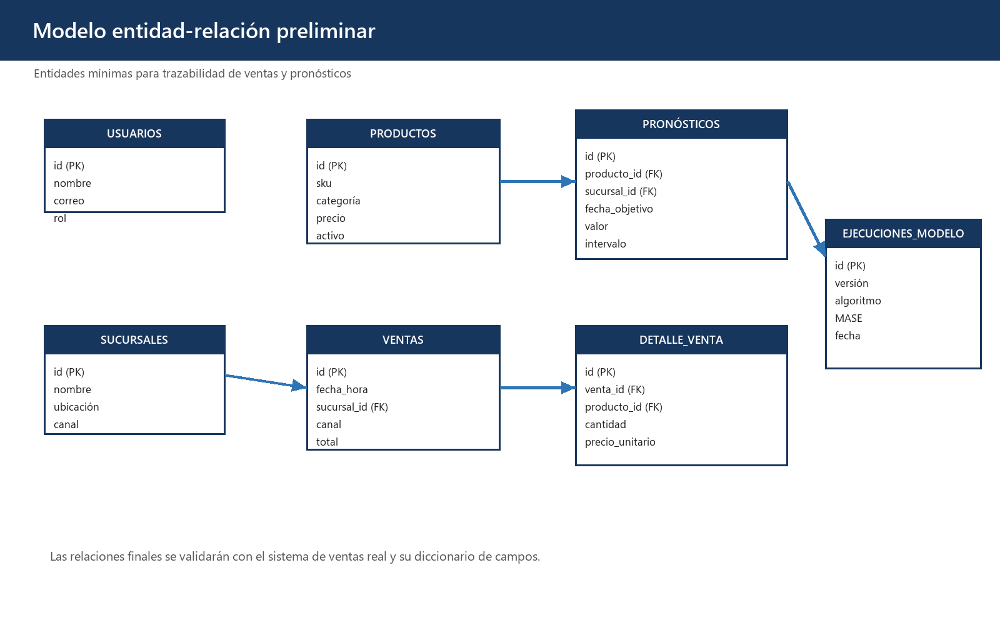 Modelo entidad-relación preliminar
Entidades mínimas para trazabilidad de ventas y pronósticos
USUARIOS
id (PK)
nombre
correo
rol
PRODUCTOS
id (PK)
sku
categoría
precio
activo
PRONÓSTICOS
id (PK)
producto_id (FK)
sucursal_id (FK)
fecha_objetivo
valor
intervalo
EJECUCIONES_MODELO
id (PK)
versión
algoritmo
MASE
fecha
SUCURSALES
id (PK)
nombre
ubicación
canal
VENTAS
id (PK)
fecha_hora
sucursal_id (FK)
canal
total
DETALLE_VENTA
id (PK)
venta_id (FK)
producto_id (FK)
cantidad
precio_unitario
Las relaciones finales se validarán con el sistema de ventas real y su diccionario de campos.